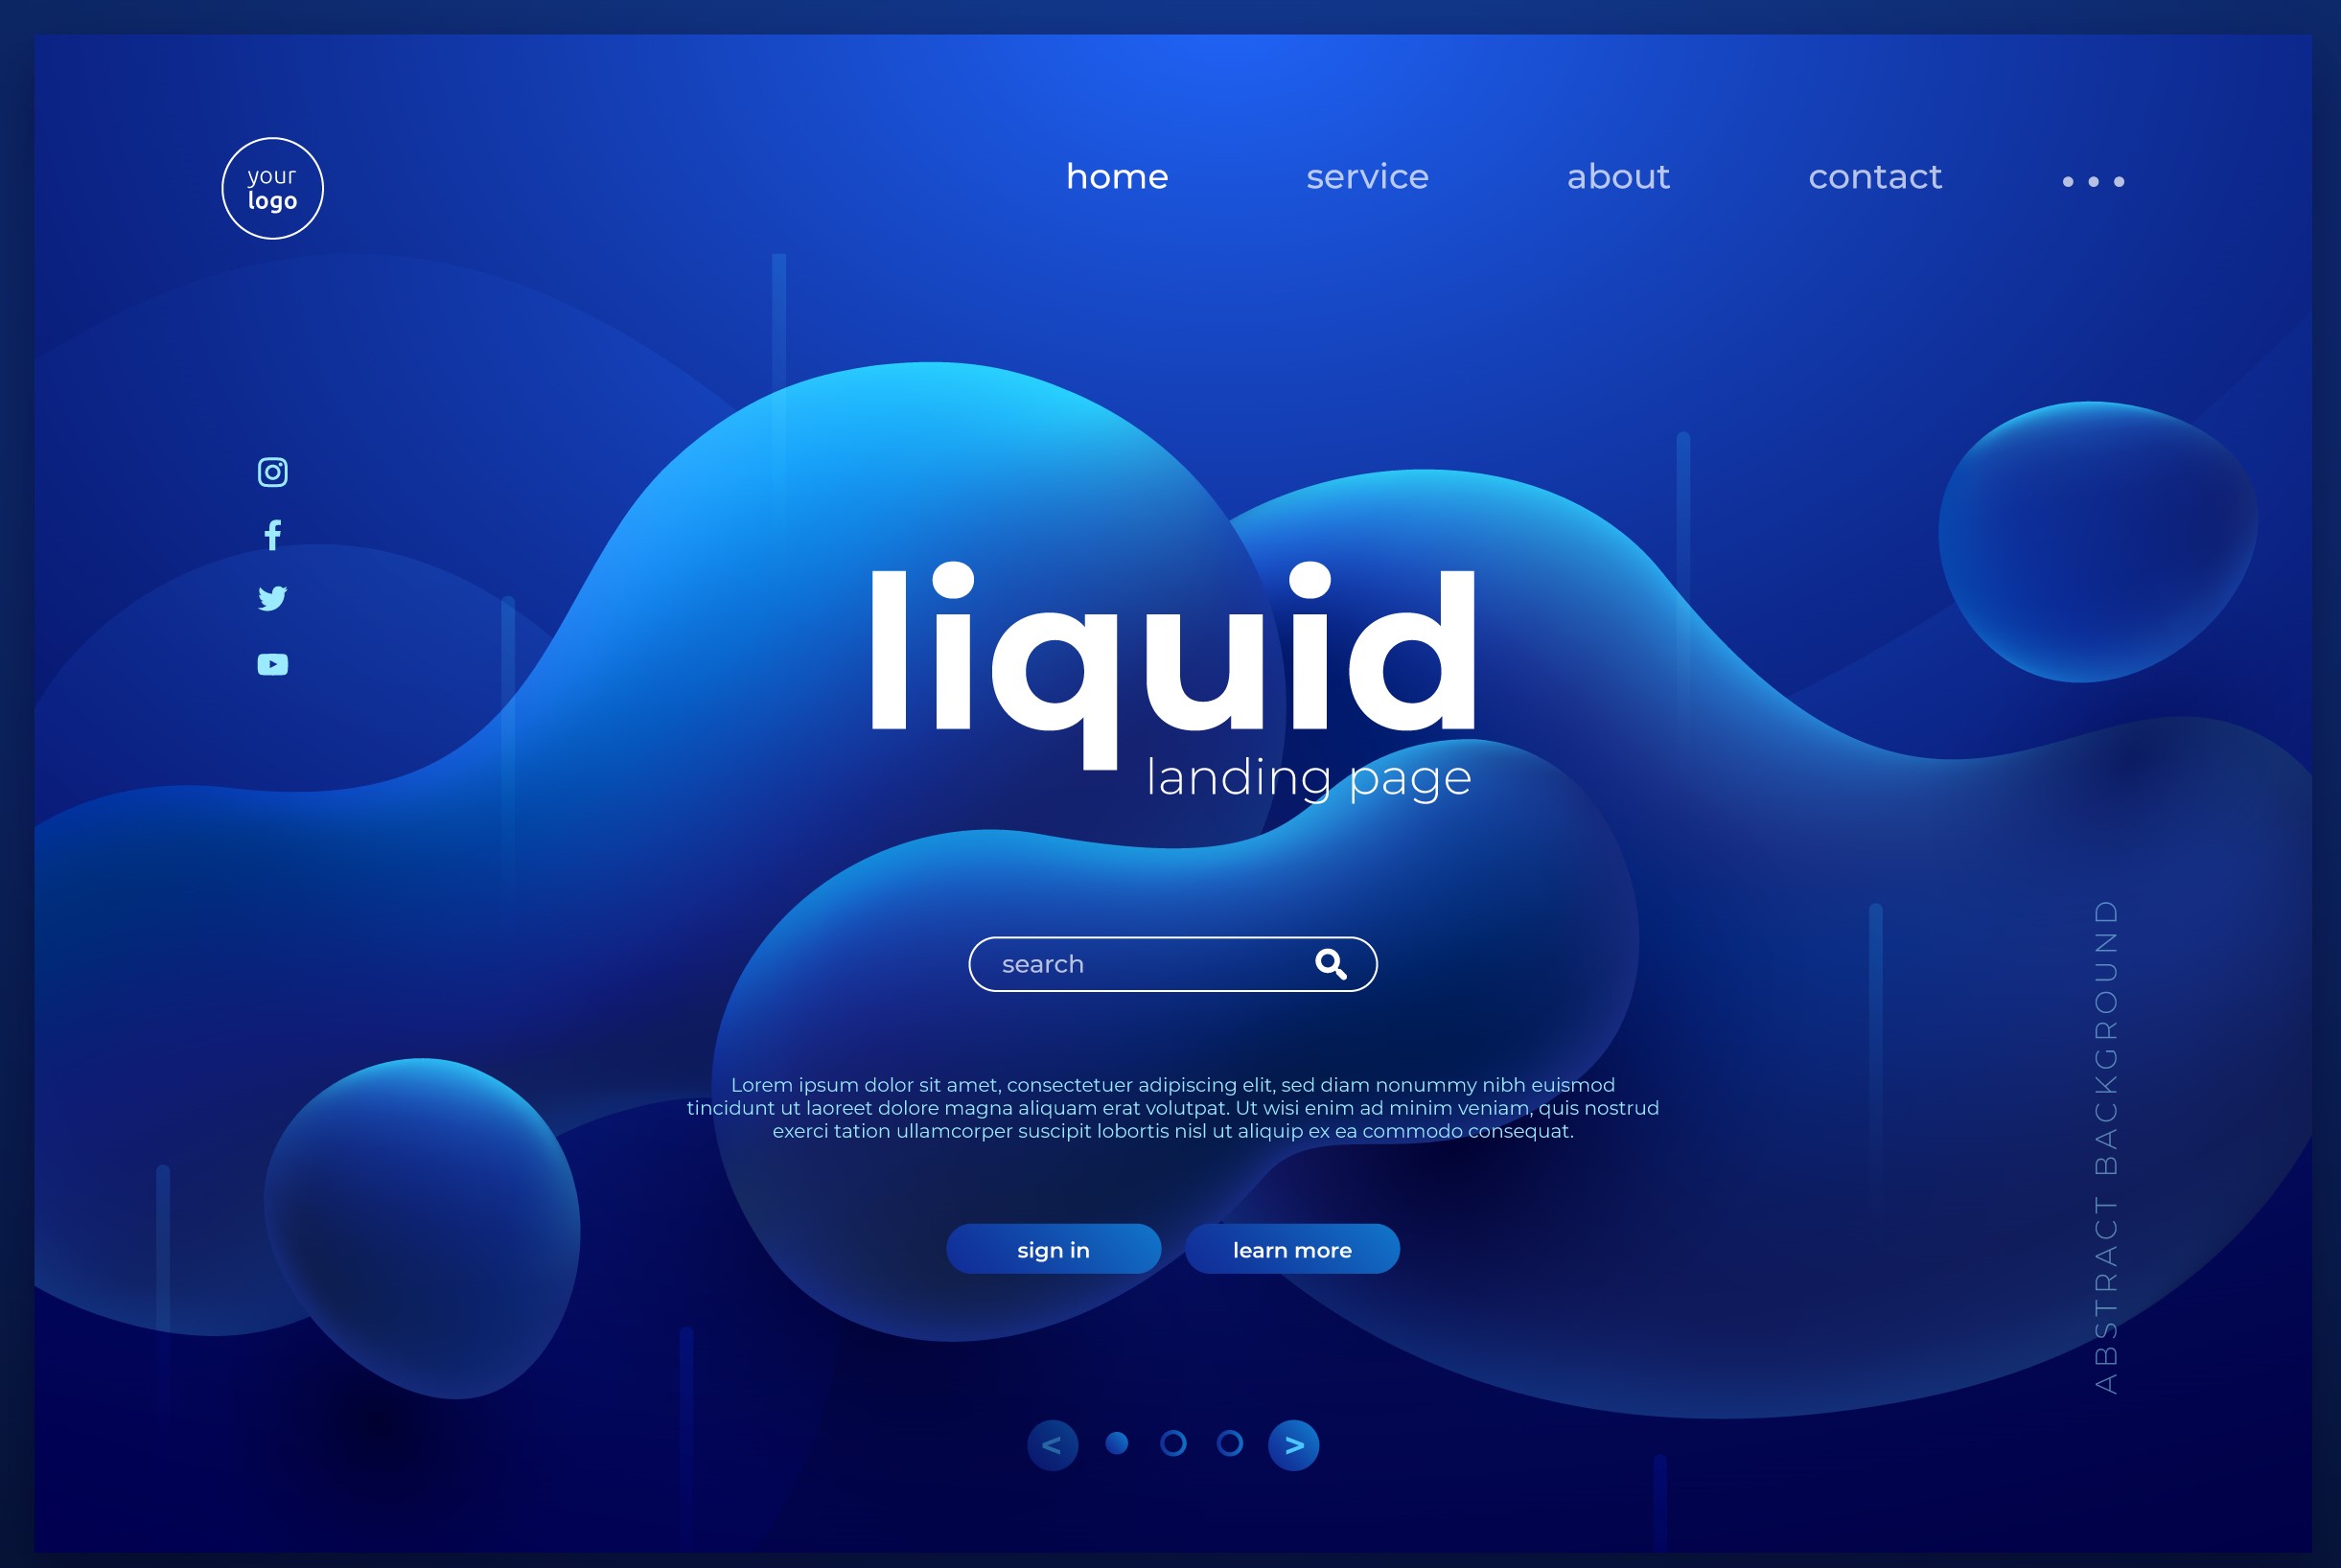 your
logo
home service about contact
liquid
landing page
search
Lorem ipsum dolor sit amet, consectetuer adipiscing elit, sed diam nonummy nibh euismod
tincidunt ut laoreet dolore magna aliquam erat volutpat. Ut wisi enim ad minim veniam, quis nostrud
exerci tation ullamcorper suscipit lobortis nisl ut aliquip ex ea commodo consequat.
sign in learn more
< >
ABSTRACT BACKGROUND